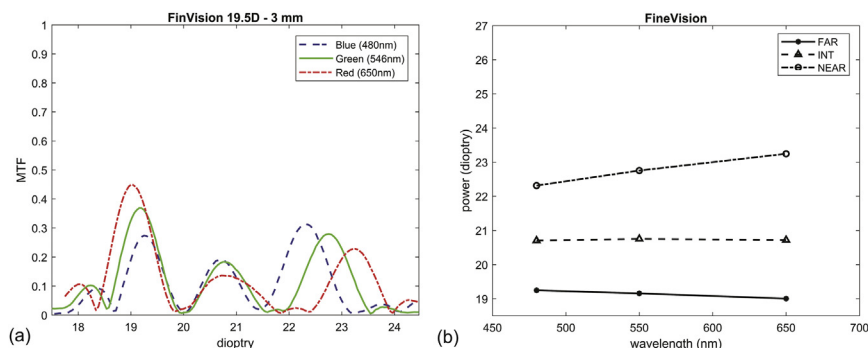 FinVision 19.5D - 3 mm
Blue (480nm)
Green (546nm)
Red (650nm)
MTF
1
0.9
0.8
0.7
0.6
0.5
0.4
0.3
0.2
0.1
0
18 19 20 21 22 23 24
dioptry
(a)
FineVision
FAR
INT
NEAR
power (dioptry)
27
26
25
24
23
22
21
20
19
450 500 550 600 650 700
wavelength (nm)
(b)